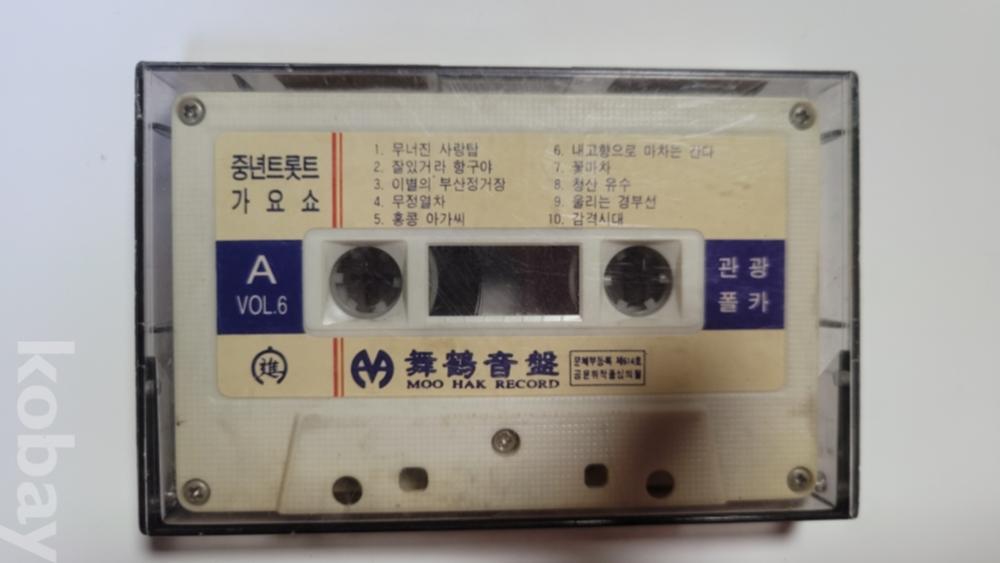 중년트롯트
가요쇼
1. 무너진 사랑탑
2. 잘있거라 항구야
3. 이별의 부산정거장
4. 무정열차
5. 홍콩 아가씨
6. 내고향으로 마차는 간다
7. 꽃마차
8. 청산 유수
9. 울리는 경부선
10. 감격시대
A
VOL.6
관광
폴카
進
舞鶴音盤
MOO HAK RECORD
kobay